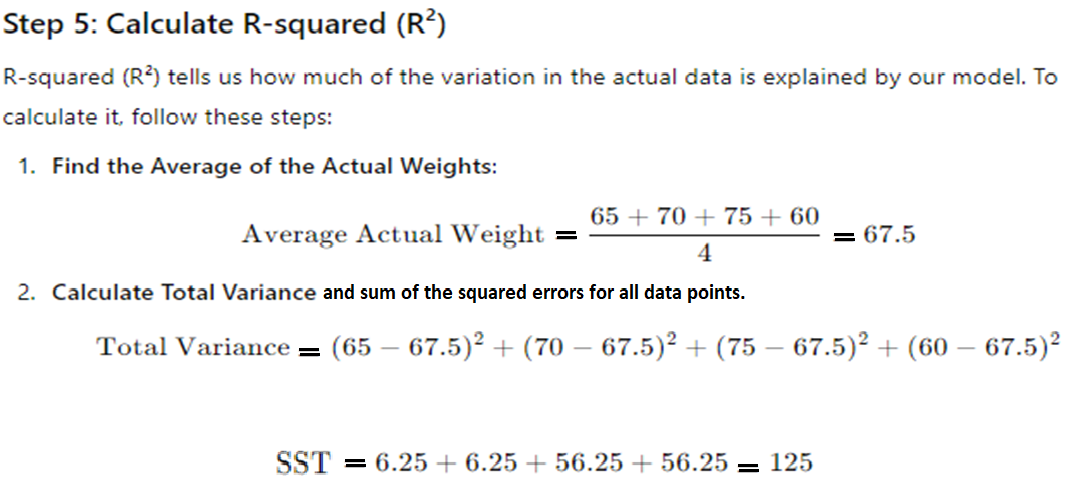 Step 5: Calculate R-squared (R²)
R-squared (R²) tells us how much of the variation in the actual data is explained by our model. To
calculate it, follow these steps:
1. Find the Average of the Actual Weights:
Average Actual Weight = (65 + 70 + 75 + 60) / 4 = 67.5
2. Calculate Total Variance and sum of the squared errors for all data points.
Total Variance = (65 − 67.5)² + (70 − 67.5)² + (75 − 67.5)² + (60 − 67.5)²
SST = 6.25 + 6.25 + 56.25 + 56.25 = 125